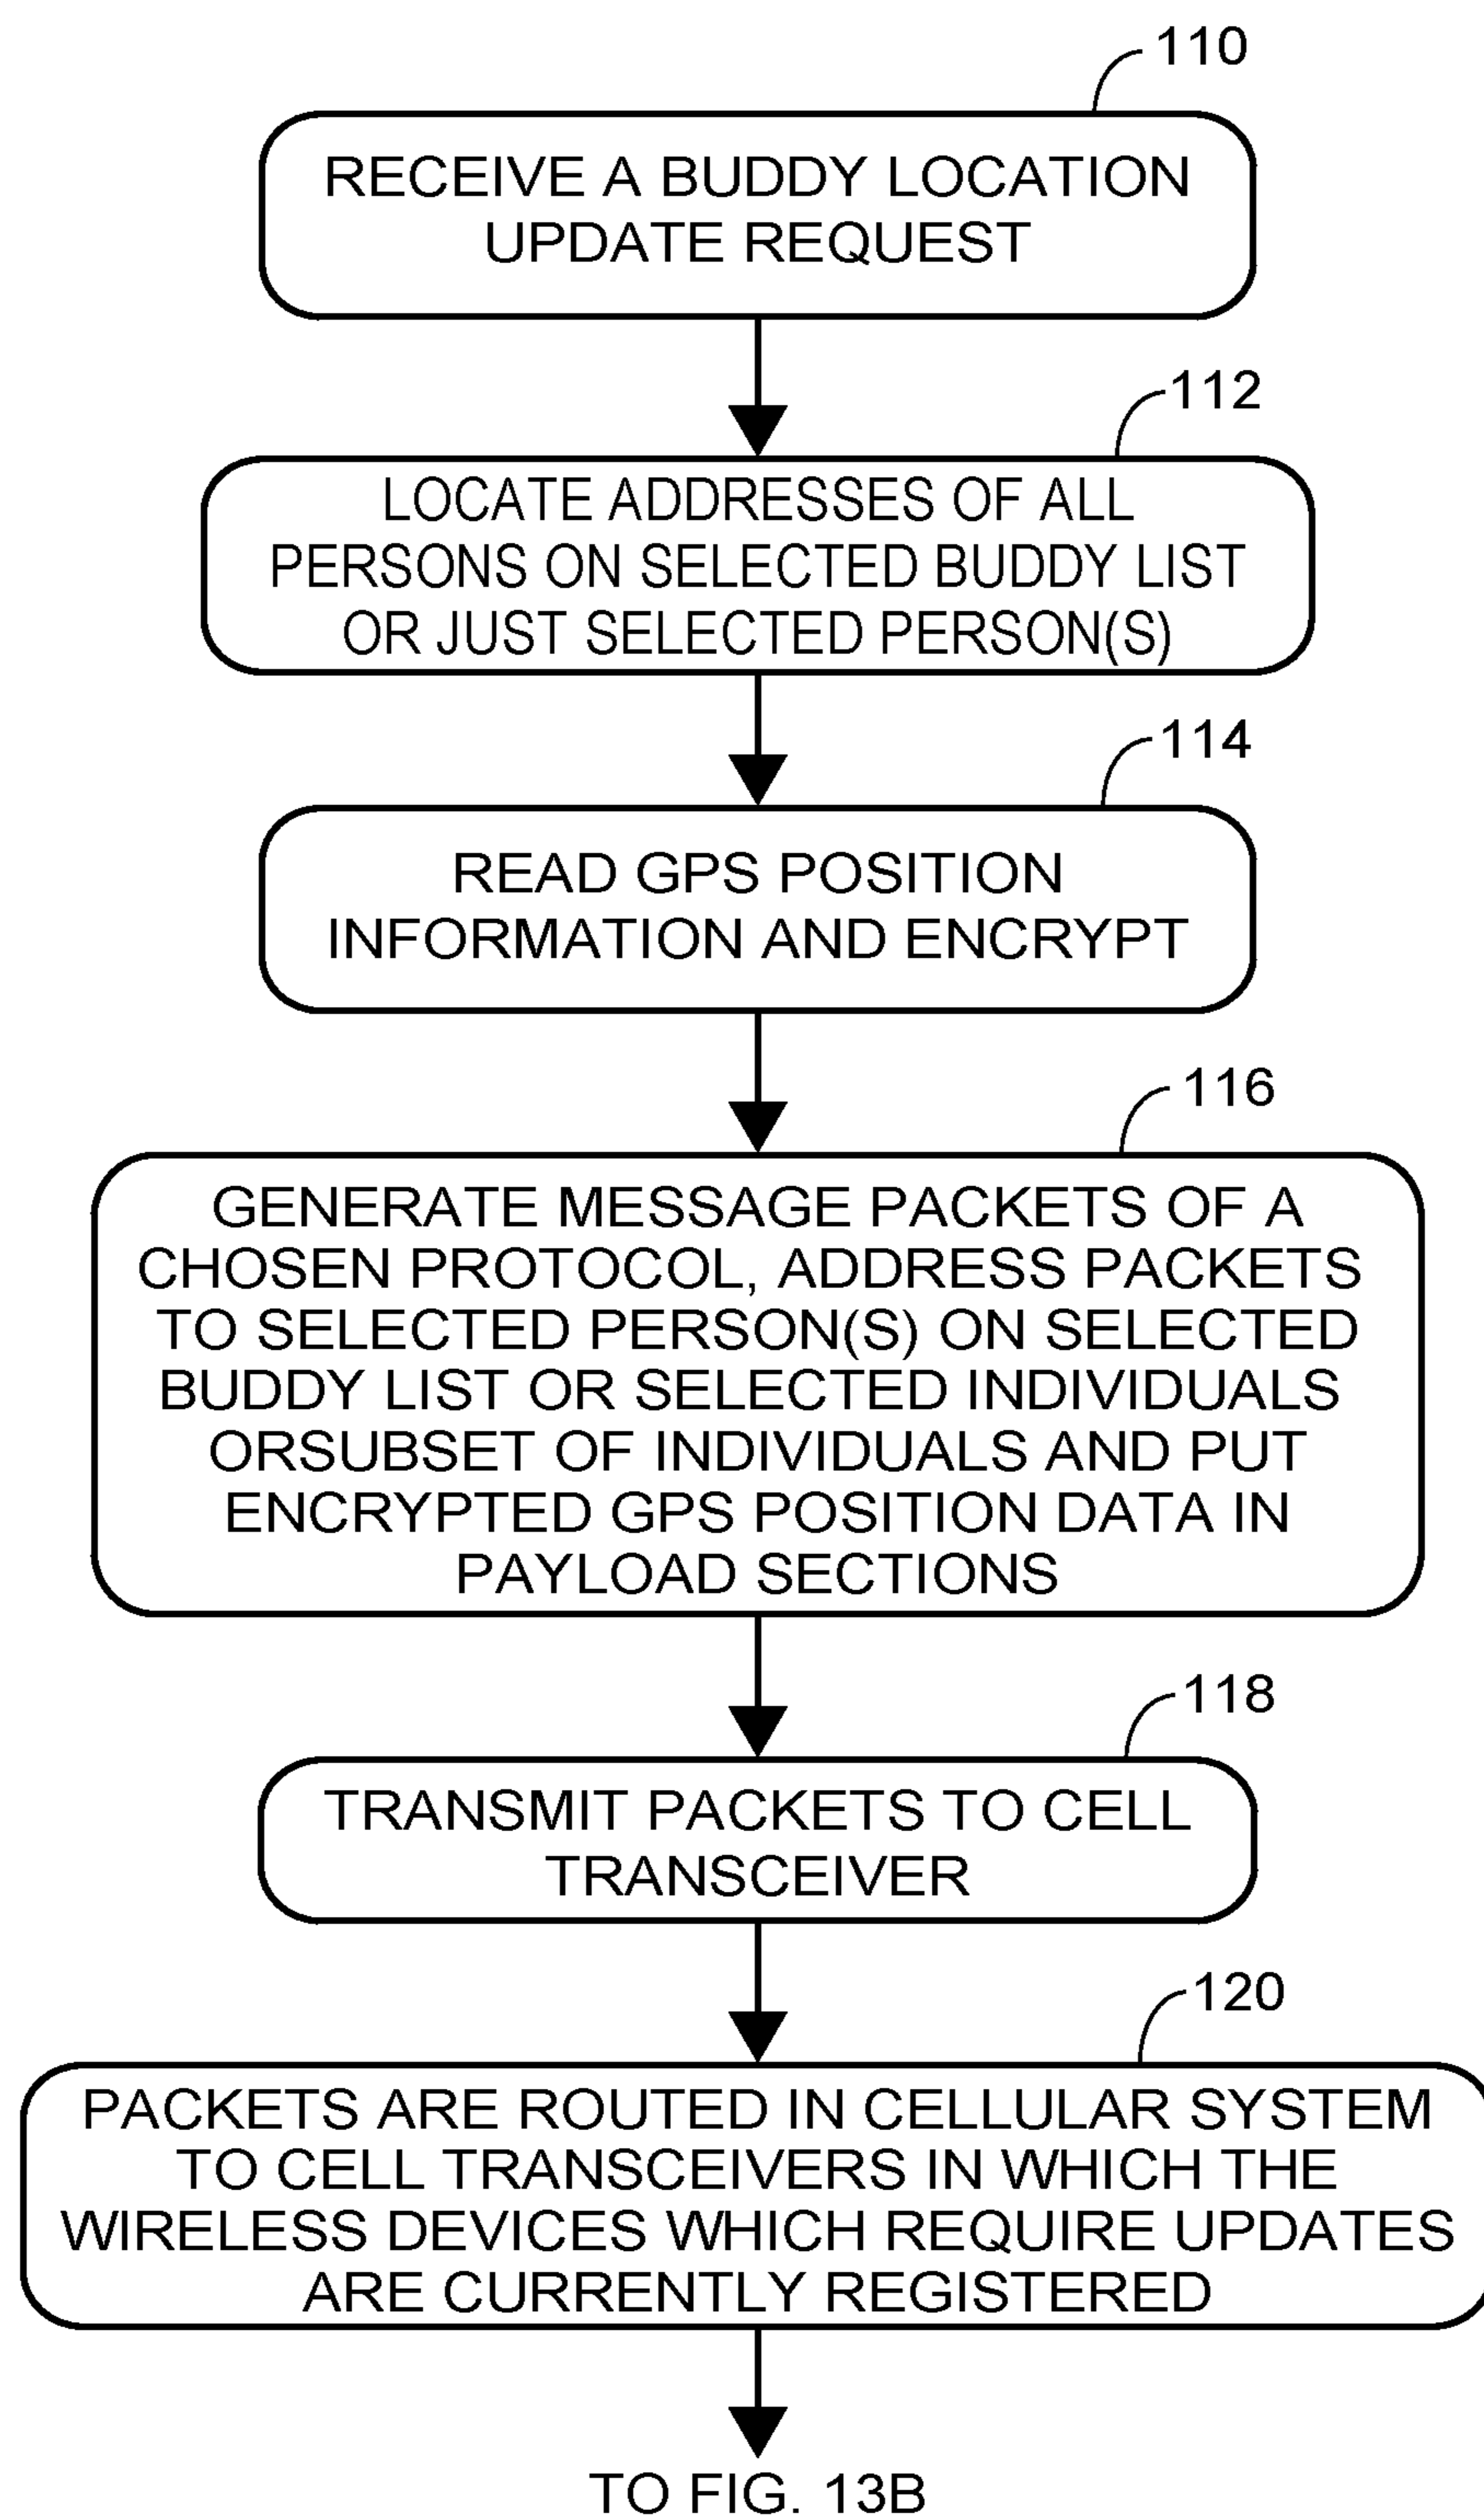 110
RECEIVE A BUDDY LOCATION
UPDATE REQUEST
112
LOCATE ADDRESSES OF ALL
PERSONS ON SELECTED BUDDY LIST
OR JUST SELECTED PERSON(S)
114
READ GPS POSITION
INFORMATION AND ENCRYPT
116
GENERATE MESSAGE PACKETS OF A
CHOSEN PROTOCOL, ADDRESS PACKETS
TO SELECTED PERSON(S) ON SELECTED
BUDDY LIST OR SELECTED INDIVIDUALS
ORSUBSET OF INDIVIDUALS AND PUT
ENCRYPTED GPS POSITION DATA IN
PAYLOAD SECTIONS
118
TRANSMIT PACKETS TO CELL
TRANSCEIVER
120
PACKETS ARE ROUTED IN CELLULAR SYSTEM
TO CELL TRANSCEIVERS IN WHICH THE
WIRELESS DEVICES WHICH REQUIRE UPDATES
ARE CURRENTLY REGISTERED
TO FIG. 13B